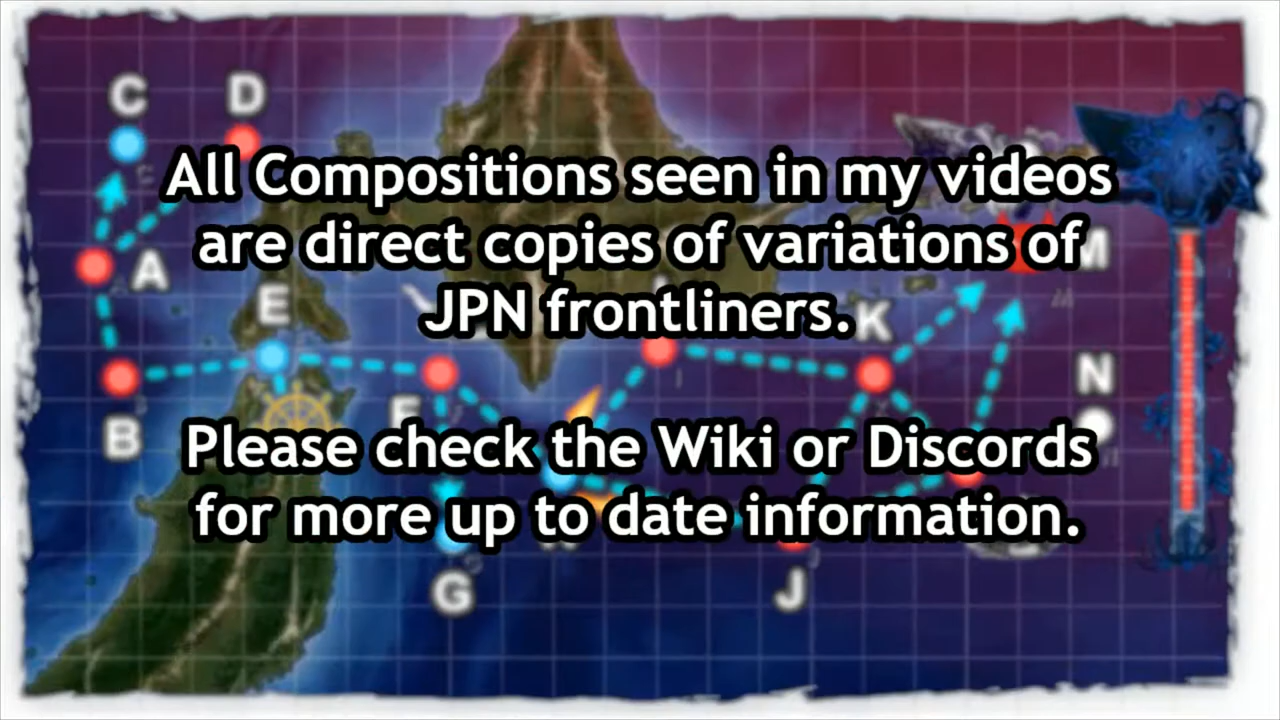 C D
All Compositions seen in my videos
are direct copies of variations of
A M
E
JPN frontliners.
K
N
F
B
Please check the Wiki or Discords
for more up to date information.
G J